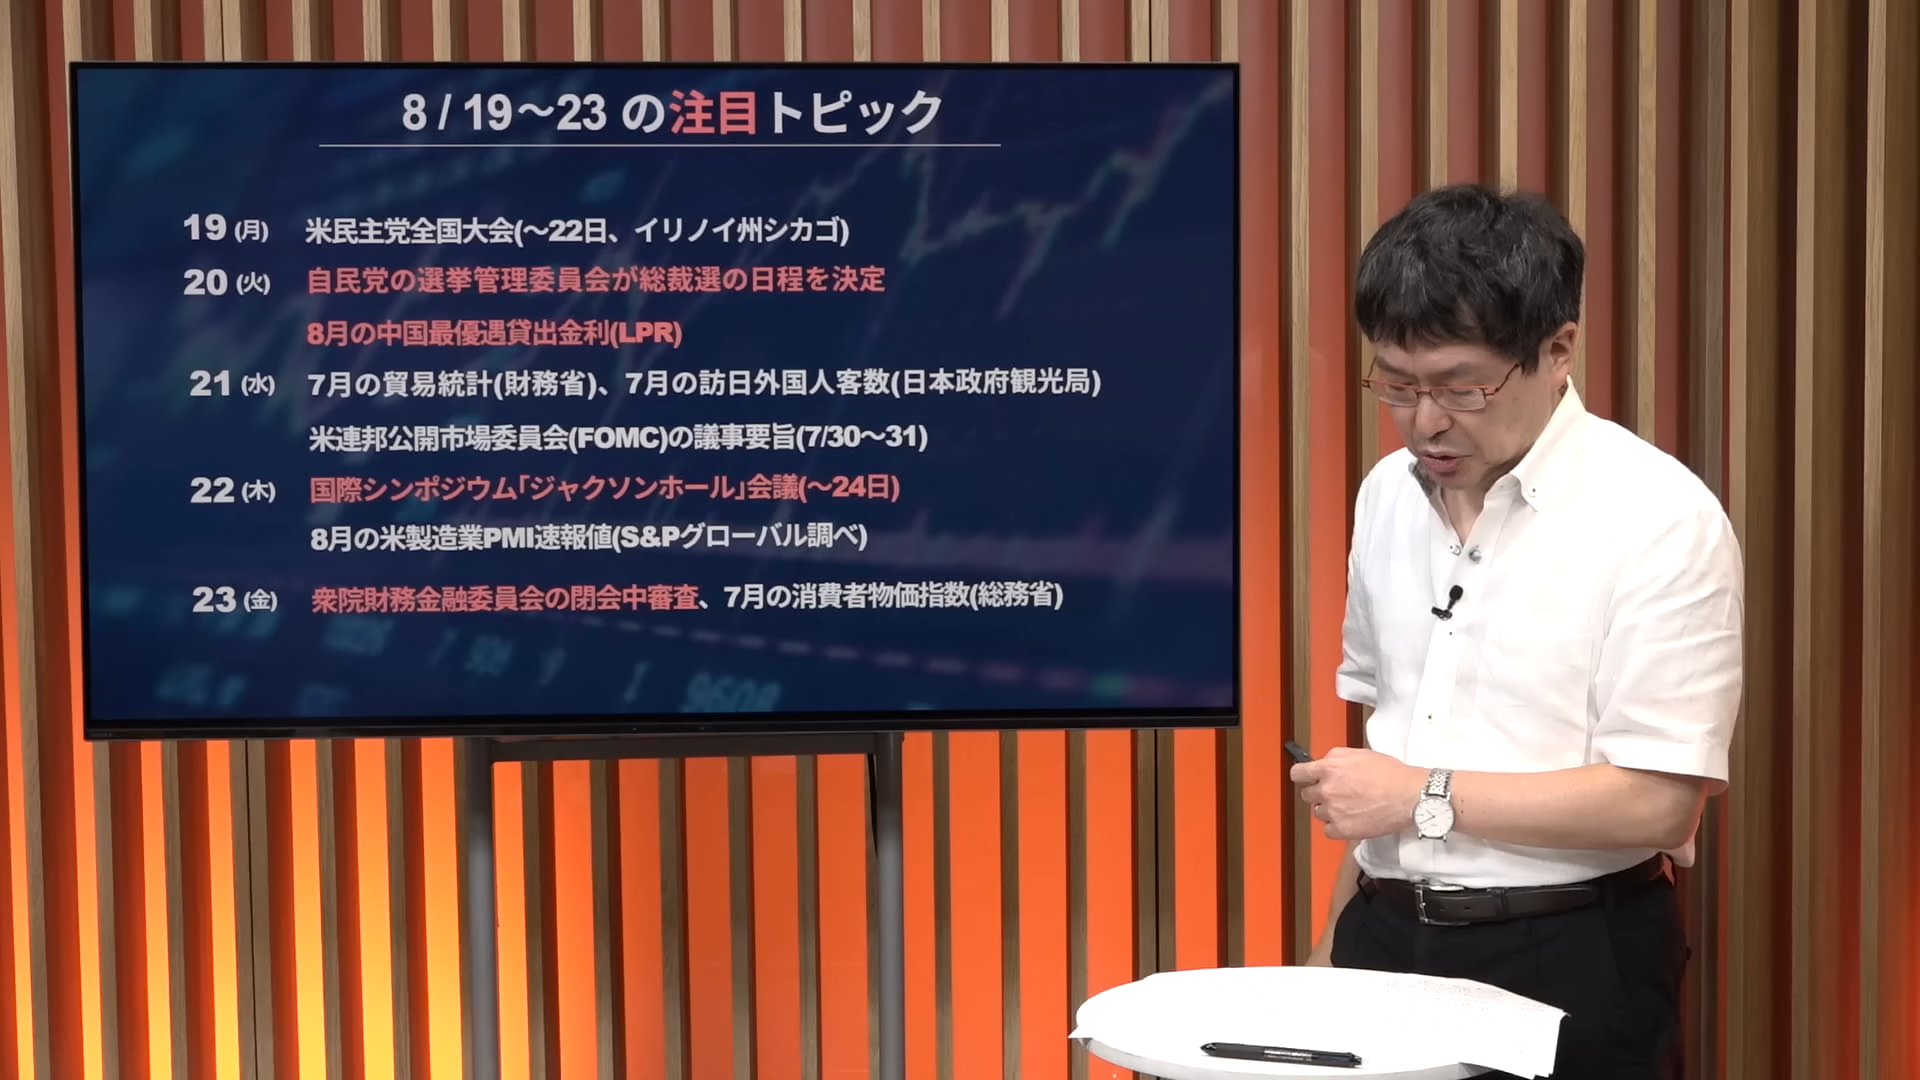 8/19〜23の注目トピック
19(月) 米民主党全国大会(〜22日、イリノイ州シカゴ)
20(火) 自民党の選挙管理委員会が総裁選の日程を決定
8月の中国最優遇貸出金利(LPR)
21(水) 7月の貿易統計(財務省)、7月の訪日外国人客数(日本政府観光局)
米連邦公開市場委員会(FOMC)の議事要旨(7/30〜31)
22(木) 国際シンポジウム「ジャクソンホール」会議(〜24日)
8月の米製造業PMI速報値(S&Pグローバル調べ)
23(金) 衆院財務金融委員会の閉会中審査、7月の消費者物価指数(総務省)